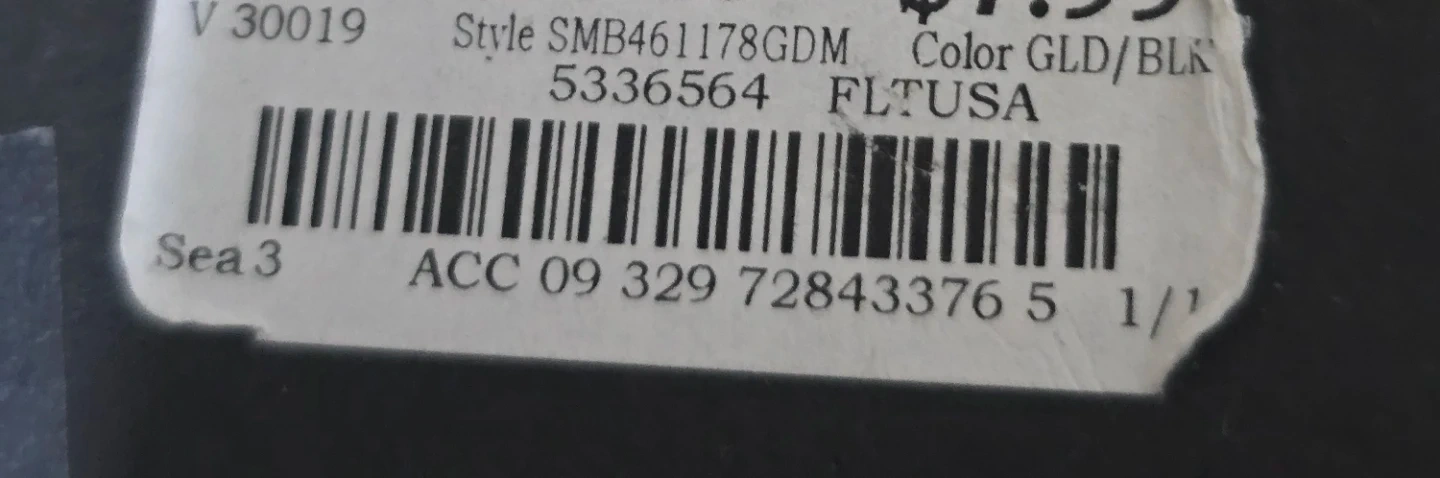 V 30019 Style SMB461178GDM Color GLD/BLK
5336564 FLTUSA
Sea 3 ACC 09 329 72843376 5 1/1